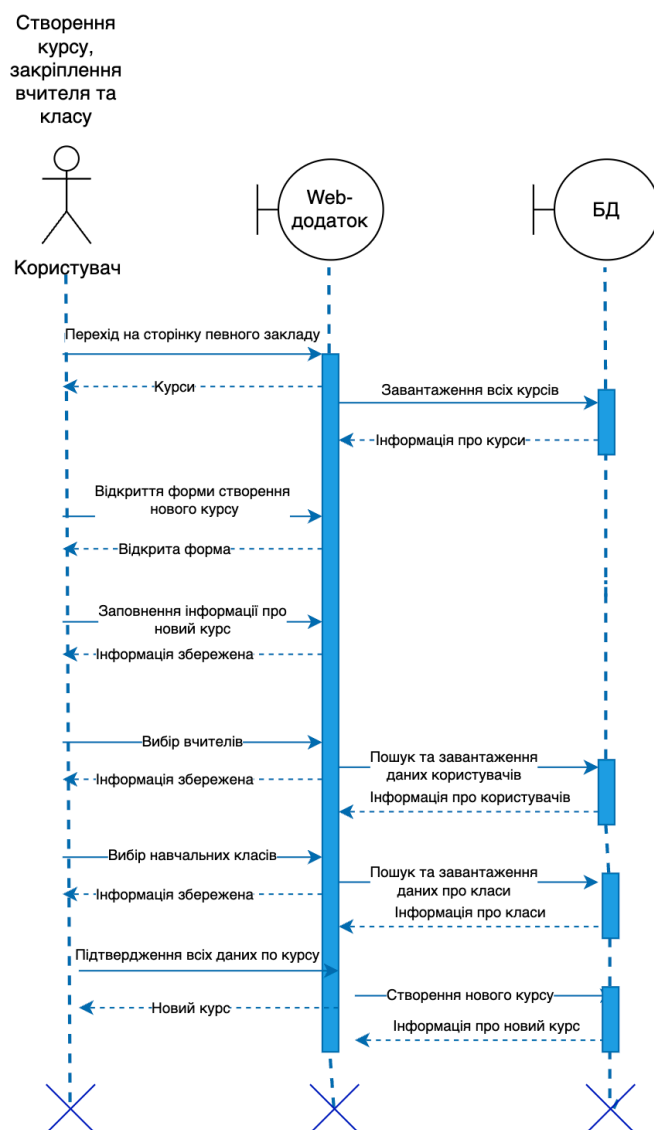 Створення
курсу,
закріплення
вчителя та
класу
Користувач
Web-
додаток
БД
Перехід на сторінку певного закладу
Курси
Завантаження всіх курсів
Інформація про курси
Відкриття форми створення
нового курсу
Відкрита форма
Заповнення інформації про
новий курс
Інформація збережена
Вибір вчителів
Пошук та завантаження
даних користувачів
Інформація збережена
Інформація про користувачів
Вибір навчальних класів
Пошук та завантаження
даних про класи
Інформація збережена
Інформація про класи
Підтвердження всіх даних по курсу
Створення нового курсу
Новий курс
Інформація про новий курс